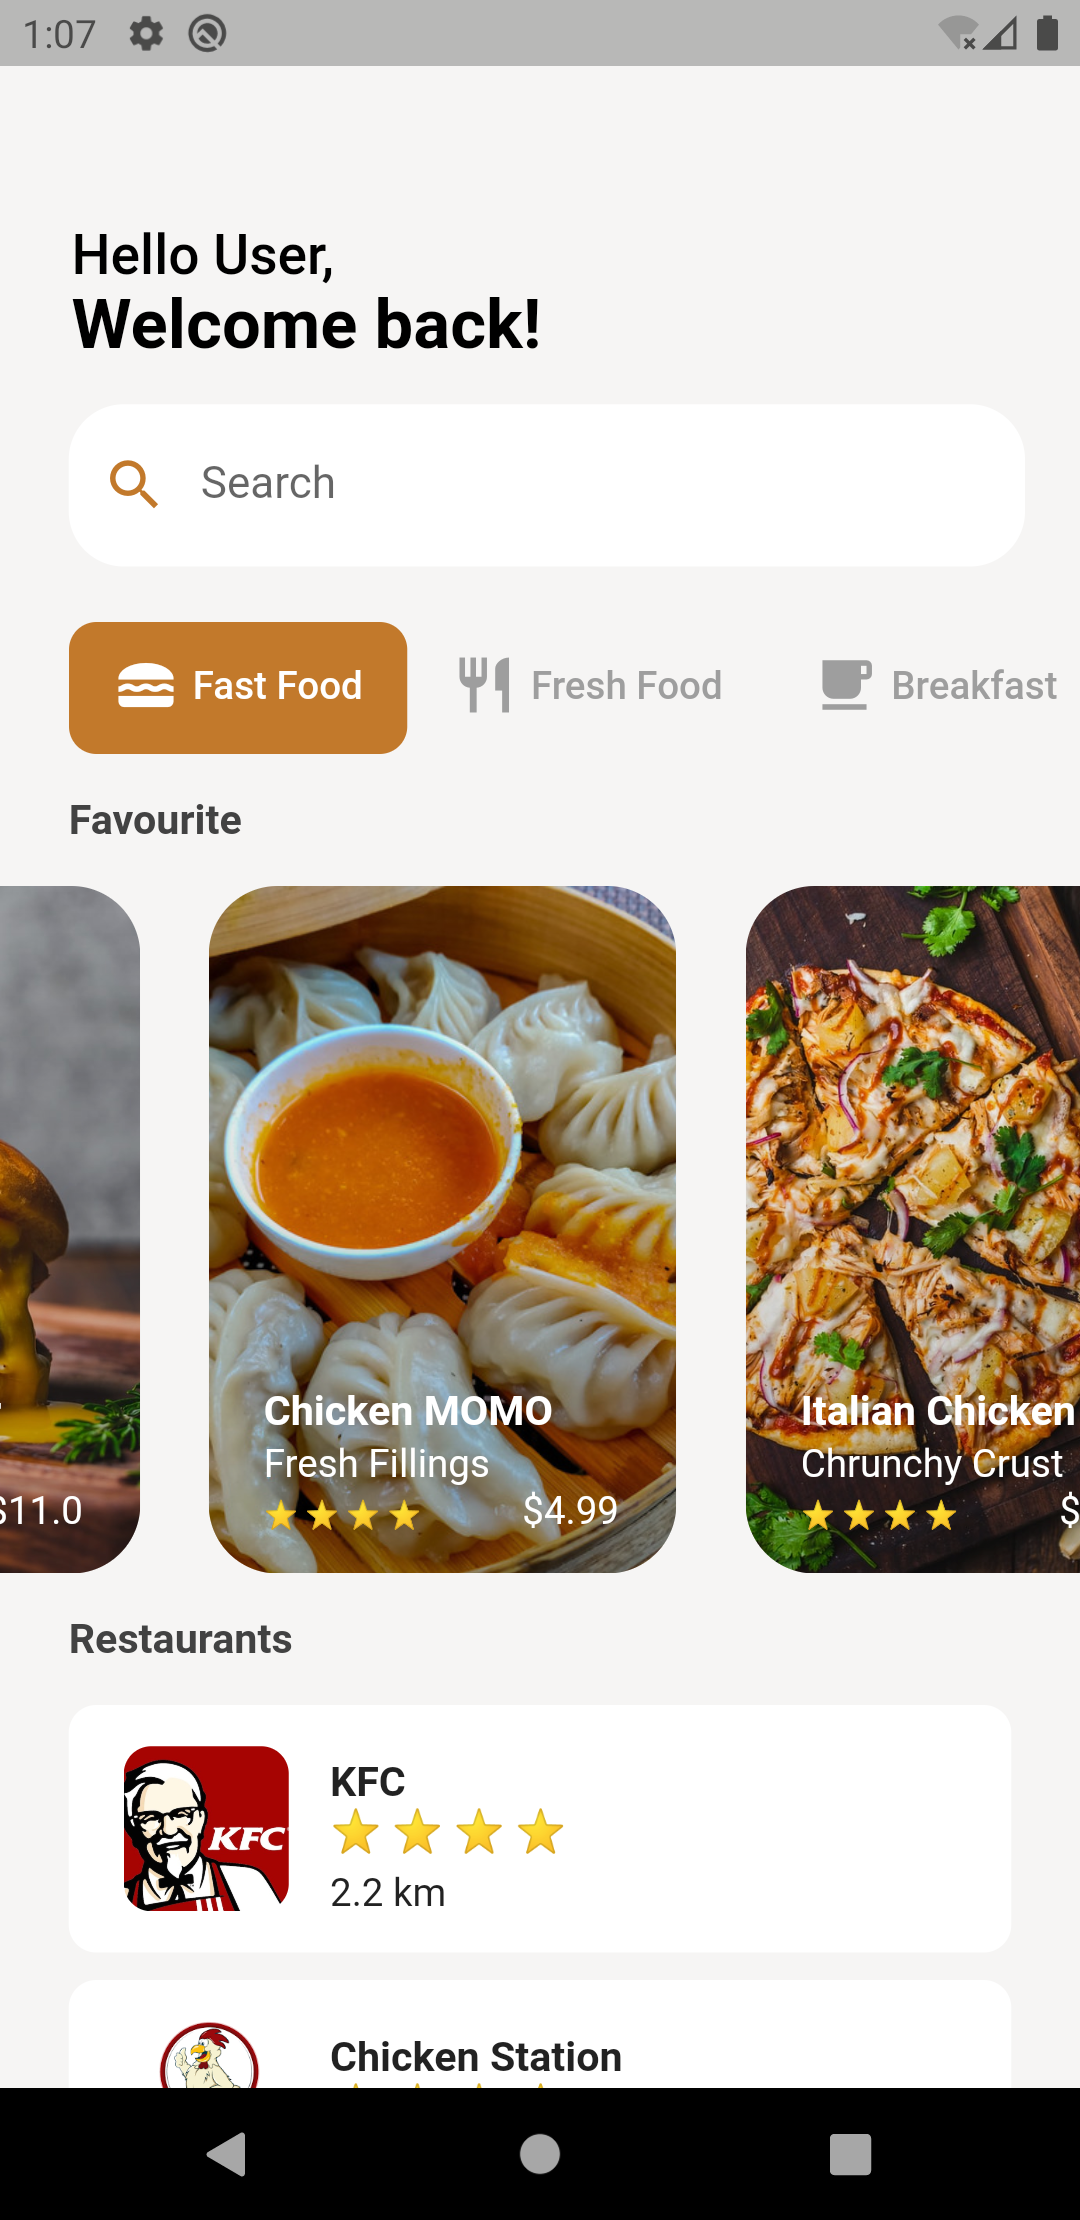 1:07
Hello User,
Welcome back!
Search
Fast Food
Fresh Food
Breakfast
Favourite
$11.0
Chicken MOMO
Fresh Fillings
$4.99
Italian Chicken
Chrunchy Crust
$
Restaurants
KFC
KFC
2.2 km
Chicken Station